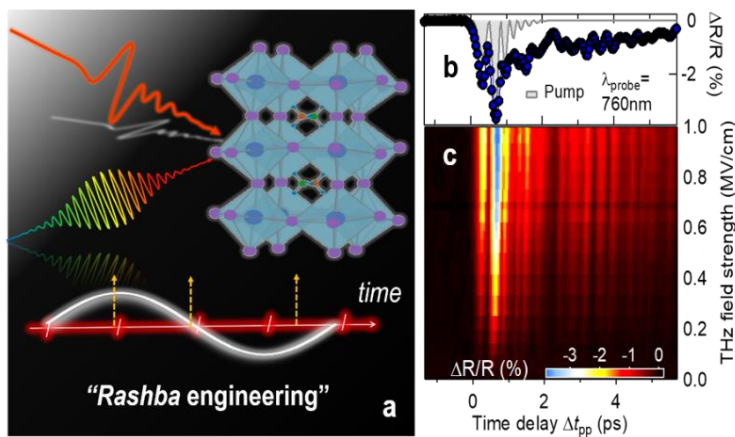 time
“Rashba engineering”
a
b
Pump
λprobe=
760nm
0
-2
ΔR/R (%)
c
1.0
0.8
0.6
0.4
0.2
0.0
THz field strength (MV/cm)
ΔR/R (%)
-3 -2 -1 0
0 2 4
Time delay Δtpp (ps)